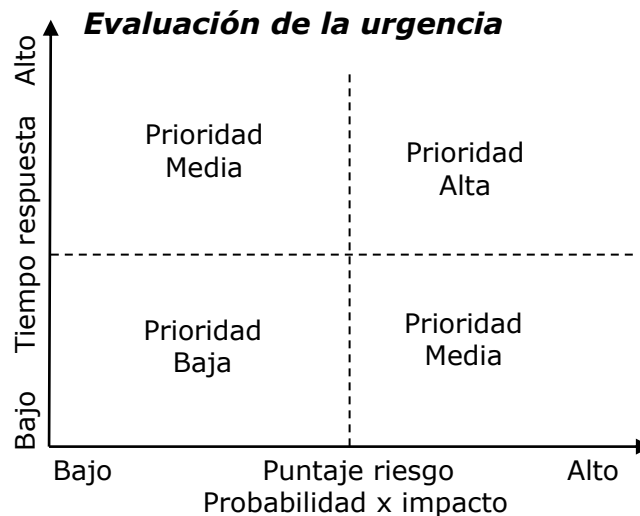 Evaluación de la urgencia
Alto
Tiempo respuesta
Bajo
Prioridad
Media
Prioridad
Alta
Prioridad
Baja
Prioridad
Media
Bajo
Puntaje riesgo
Alto
Probabilidad x impacto